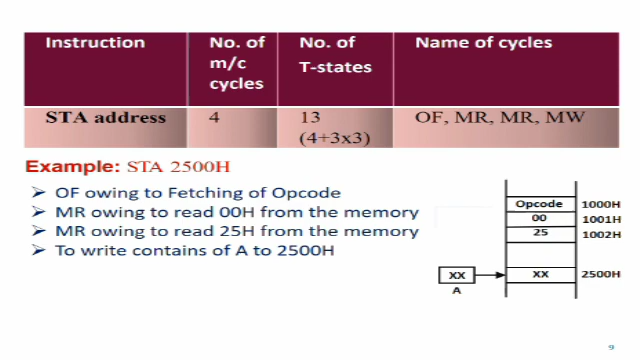 Instruction No. of m/c cycles No. of T-states Name of cycles
STA address 4 13 (4+3x3) OF, MR, MR, MW
Example: STA 2500H
➢ OF owing to Fetching of Opcode
➢ MR owing to read 00H from the memory
➢ MR owing to read 25H from the memory
➢ To write contains of A to 2500H
Opcode 1000H
00 1001H
25 1002H
XX XX 2500H
A
9